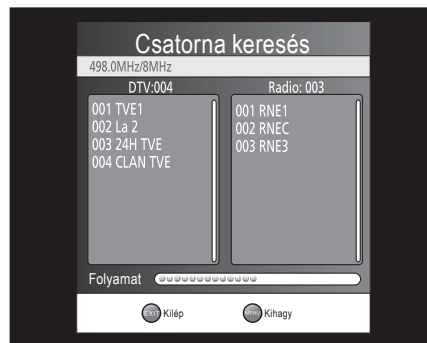 Csatorna keresés
498.0MHz/8MHz
DTV:004
Radio: 003
001 TVE1
002 La 2
003 24H TVE
004 CLAN TVE
001 RNE1
002 RNEC
003 RNE3
Folyamat
EXIT Kilép
MENU Kihagy